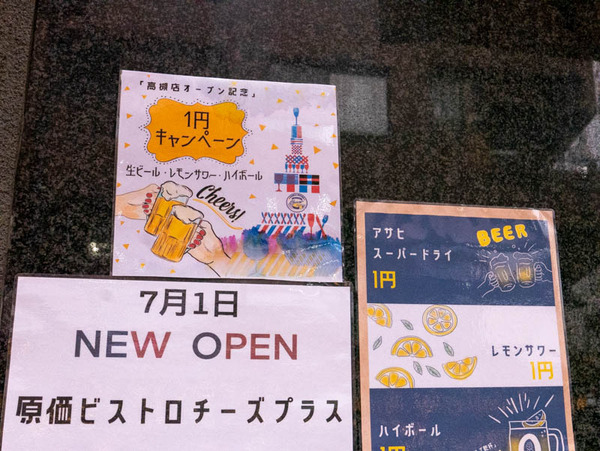 「高槻店オープン記念」
1円
キャンペーン
生ビール・レモンサワー・ハイボール
Cheers!
7月1日
NEW OPEN
原価ビストロチーズプラス
BEER
アサヒ
スーパードライ
1円
レモンサワー
1円
ハイボール
1円